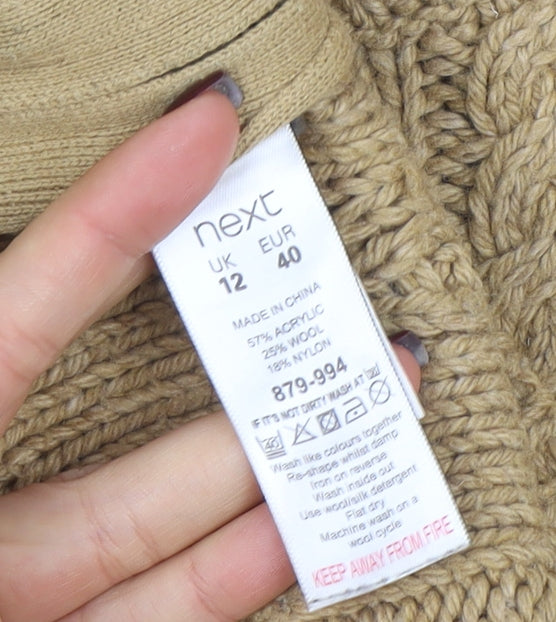 next
UK EUR
12 40
MADE IN CHINA
57% ACRYLIC
25% WOOL
18% NYLON
879-994
IF IT'S NOT DIRTY WASH AT 30
40
Wash like colours together
Re-shape whilst damp
Iron on reverse
Wash inside out
Use wool/silk detergent
Flat dry
Machine wash on a
wool cycle
KEEP AWAY FROM FIRE